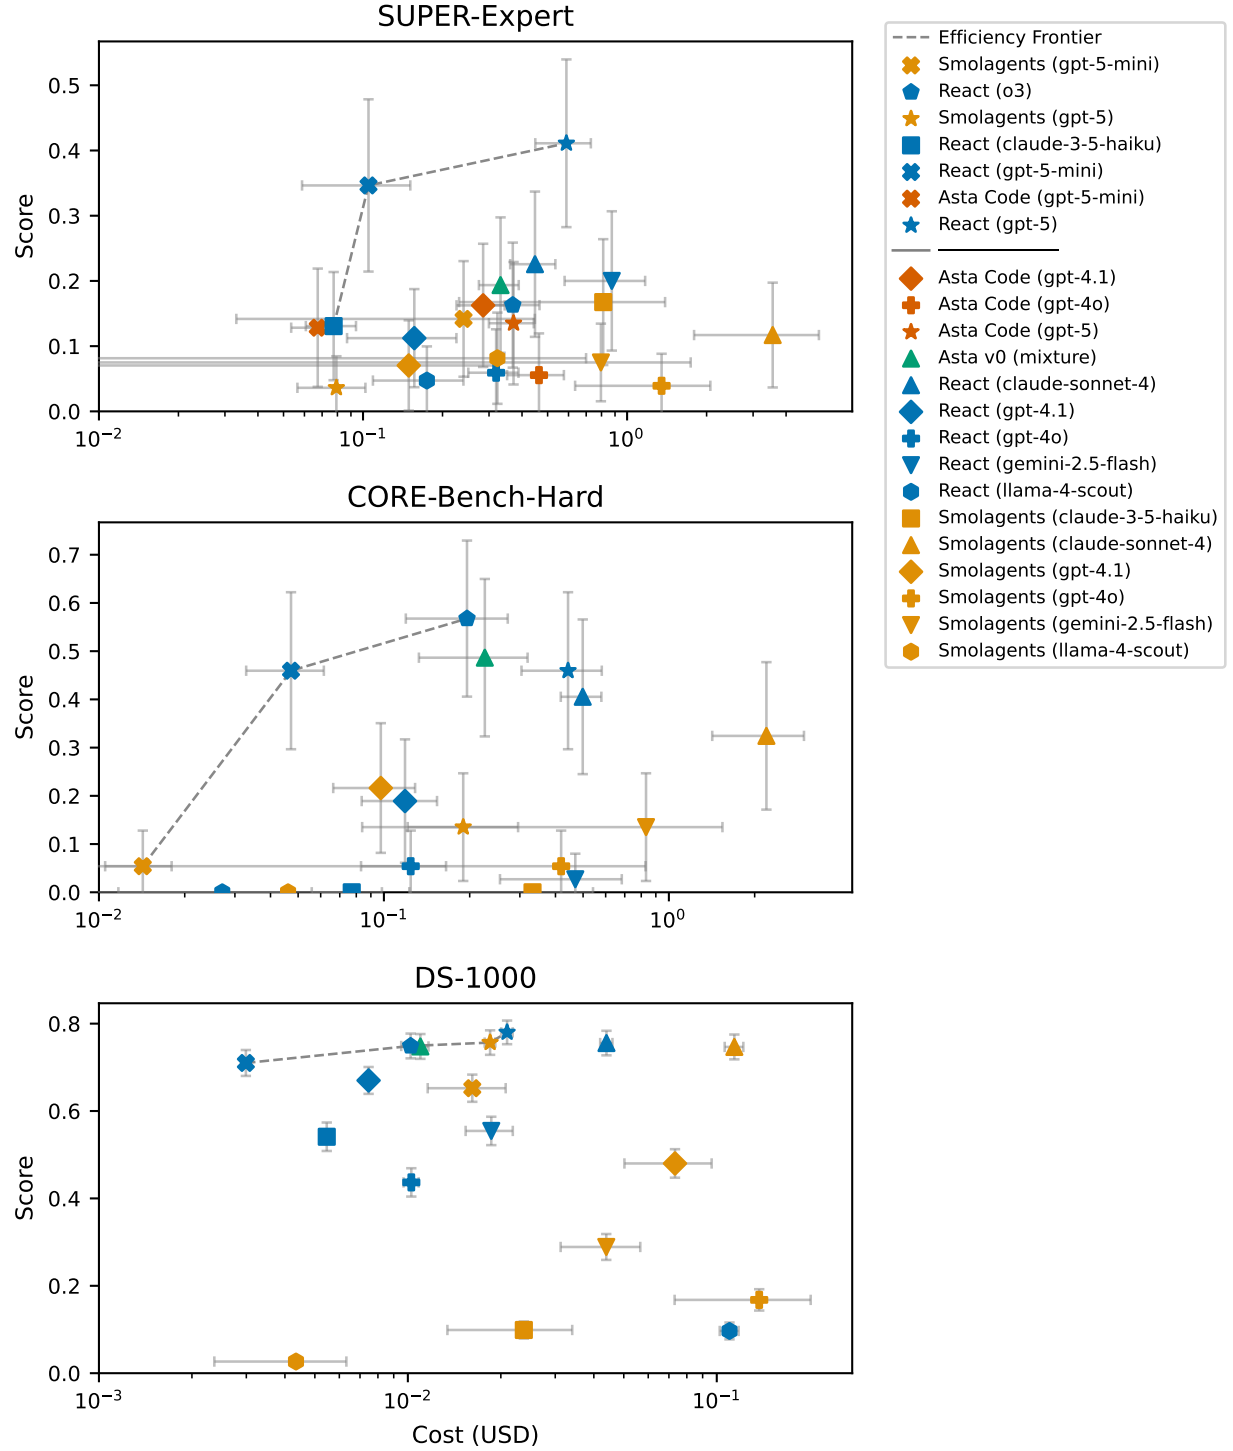 SUPER-Expert
Score
0.5
0.4
0.3
0.2
0.1
0.0
10⁻²
10⁻¹
10⁰
CORE-Bench-Hard
Score
0.7
0.6
0.5
0.4
0.3
0.2
0.1
0.0
10⁻²
10⁻¹
10⁰
DS-1000
Score
0.8
0.6
0.4
0.2
0.0
10⁻³
10⁻²
10⁻¹
Cost (USD)
Efficiency Frontier
Smolagents (gpt-5-mini)
React (o3)
Smolagents (gpt-5)
React (claude-3-5-haiku)
React (gpt-5-mini)
Asta Code (gpt-5-mini)
React (gpt-5)
Asta Code (gpt-4.1)
Asta Code (gpt-4o)
Asta Code (gpt-5)
Asta v0 (mixture)
React (claude-sonnet-4)
React (gpt-4.1)
React (gpt-4o)
React (gemini-2.5-flash)
React (llama-4-scout)
Smolagents (claude-3-5-haiku)
Smolagents (claude-sonnet-4)
Smolagents (gpt-4.1)
Smolagents (gpt-4o)
Smolagents (gemini-2.5-flash)
Smolagents (llama-4-scout)